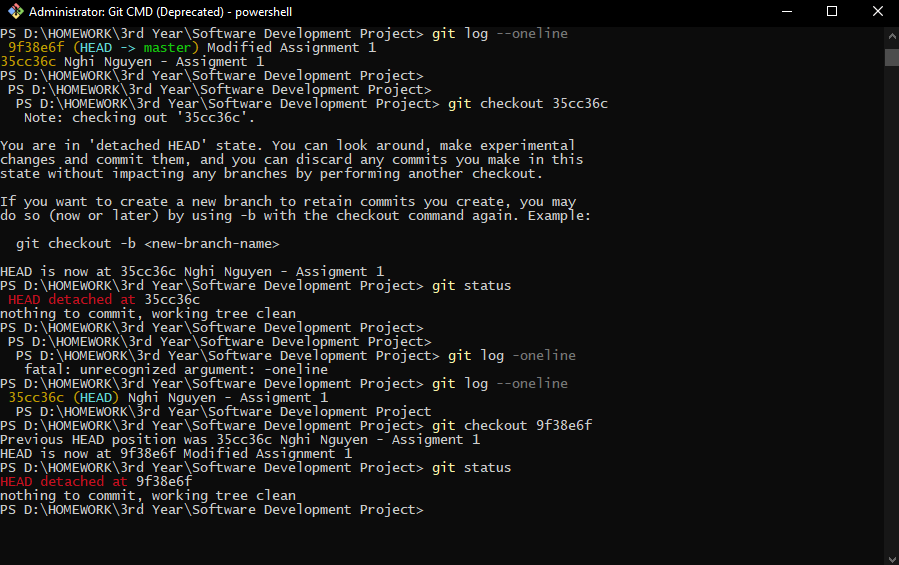 Administrator: Git CMD (Deprecated) - powershell
PS D:\HOMEWORK\3rd Year\Software Development Project> git log --oneline
9f38e6f (HEAD -> master) Modified Assignment 1
35cc36c Nghi Nguyen - Assigment 1
PS D:\HOMEWORK\3rd Year\Software Development Project>
PS D:\HOMEWORK\3rd Year\Software Development Project>
PS D:\HOMEWORK\3rd Year\Software Development Project> git checkout 35cc36c
Note: checking out '35cc36c'.
You are in 'detached HEAD' state. You can look around, make experimental
changes and commit them, and you can discard any commits you make in this
state without impacting any branches by performing another checkout.
If you want to create a new branch to retain commits you create, you may
do so (now or later) by using -b with the checkout command again. Example:
git checkout -b <new-branch-name>
HEAD is now at 35cc36c Nghi Nguyen - Assigment 1
PS D:\HOMEWORK\3rd Year\Software Development Project> git status
HEAD detached at 35cc36c
nothing to commit, working tree clean
PS D:\HOMEWORK\3rd Year\Software Development Project>
PS D:\HOMEWORK\3rd Year\Software Development Project>
PS D:\HOMEWORK\3rd Year\Software Development Project> git log -oneline
fatal: unrecognized argument: -oneline
PS D:\HOMEWORK\3rd Year\Software Development Project> git log --oneline
35cc36c (HEAD) Nghi Nguyen - Assigment 1
PS D:\HOMEWORK\3rd Year\Software Development Project
PS D:\HOMEWORK\3rd Year\Software Development Project> git checkout 9f38e6f
Previous HEAD position was 35cc36c Nghi Nguyen - Assigment 1
HEAD is now at 9f38e6f Modified Assignment 1
PS D:\HOMEWORK\3rd Year\Software Development Project> git status
HEAD detached at 9f38e6f
nothing to commit, working tree clean
PS D:\HOMEWORK\3rd Year\Software Development Project>